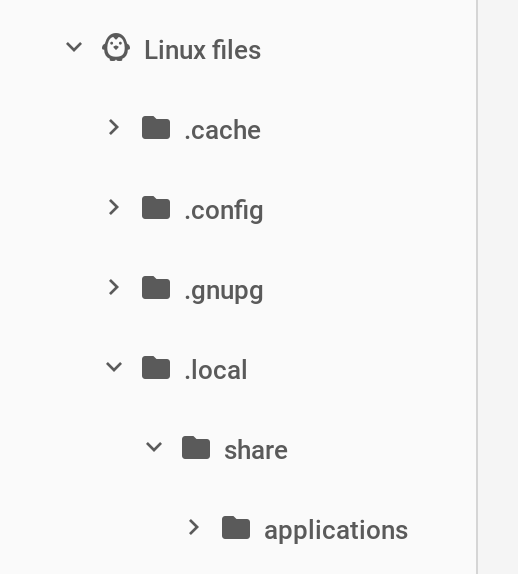 Linux files
.cache
.config
.gnupg
.local
share
applications